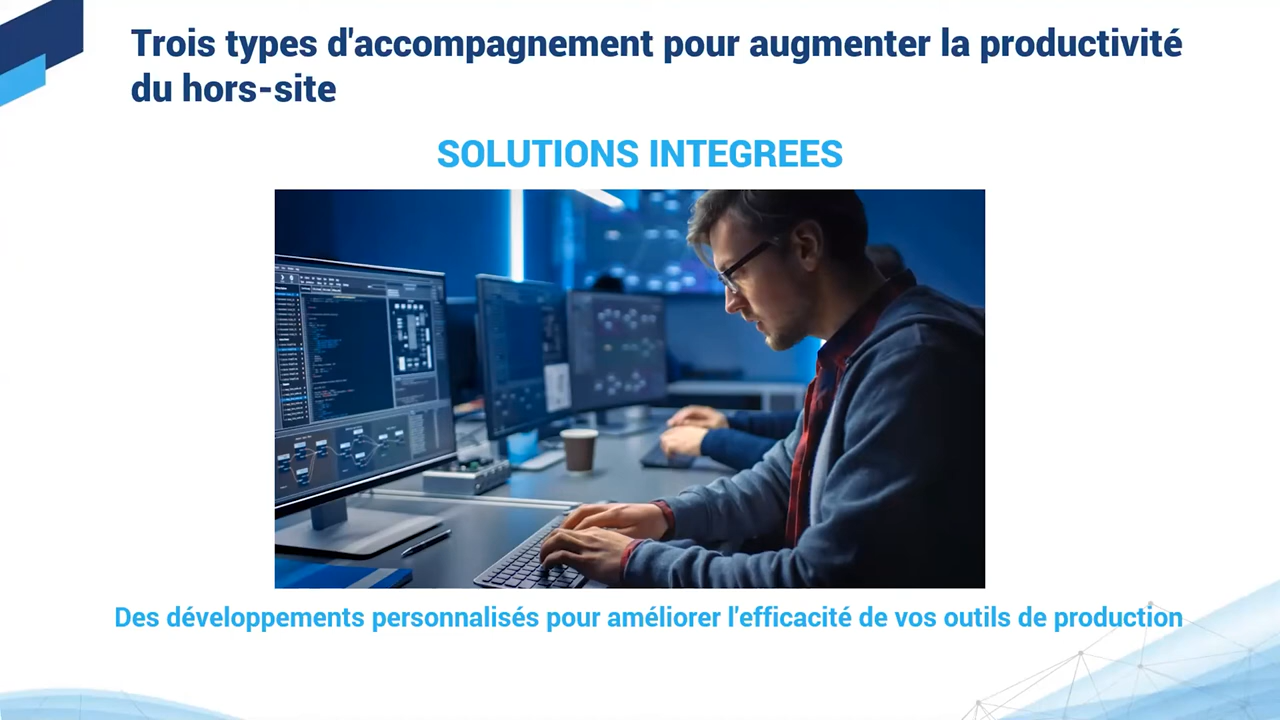 Trois types d'accompagnement pour augmenter la productivité
du hors-site
SOLUTIONS INTEGREES
Des développements personnalisés pour améliorer l'efficacité de vos outils de production